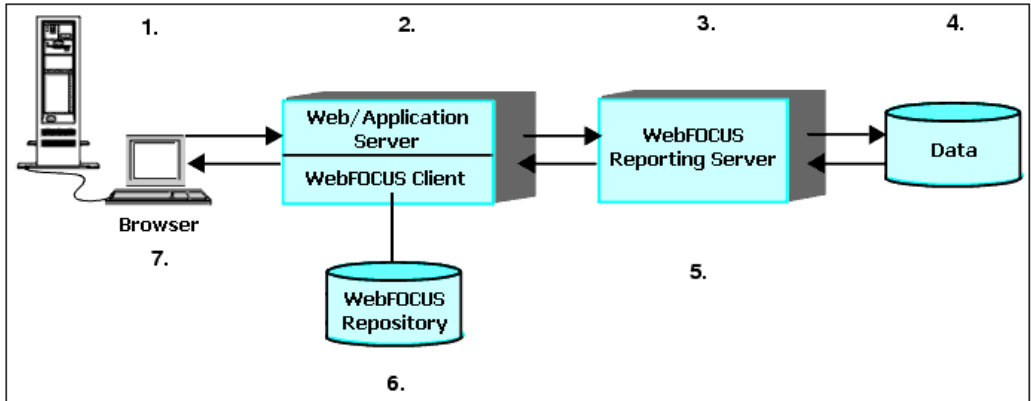 1.
2.
3.
4.
Web/Application
Server
WebFOCUS Client
WebFOCUS
Reporting Server
Data
Browser
7.
5.
WebFOCUS
Repository
6.